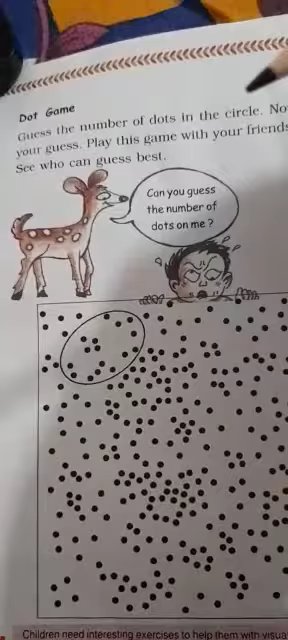 Dot Game
Guess the number of dots in the circle. No
your guess. Play this game with your friends
See who can guess best.
Can you guess
the number of
dots on me ?
Children need interesting exercises to help them with visua